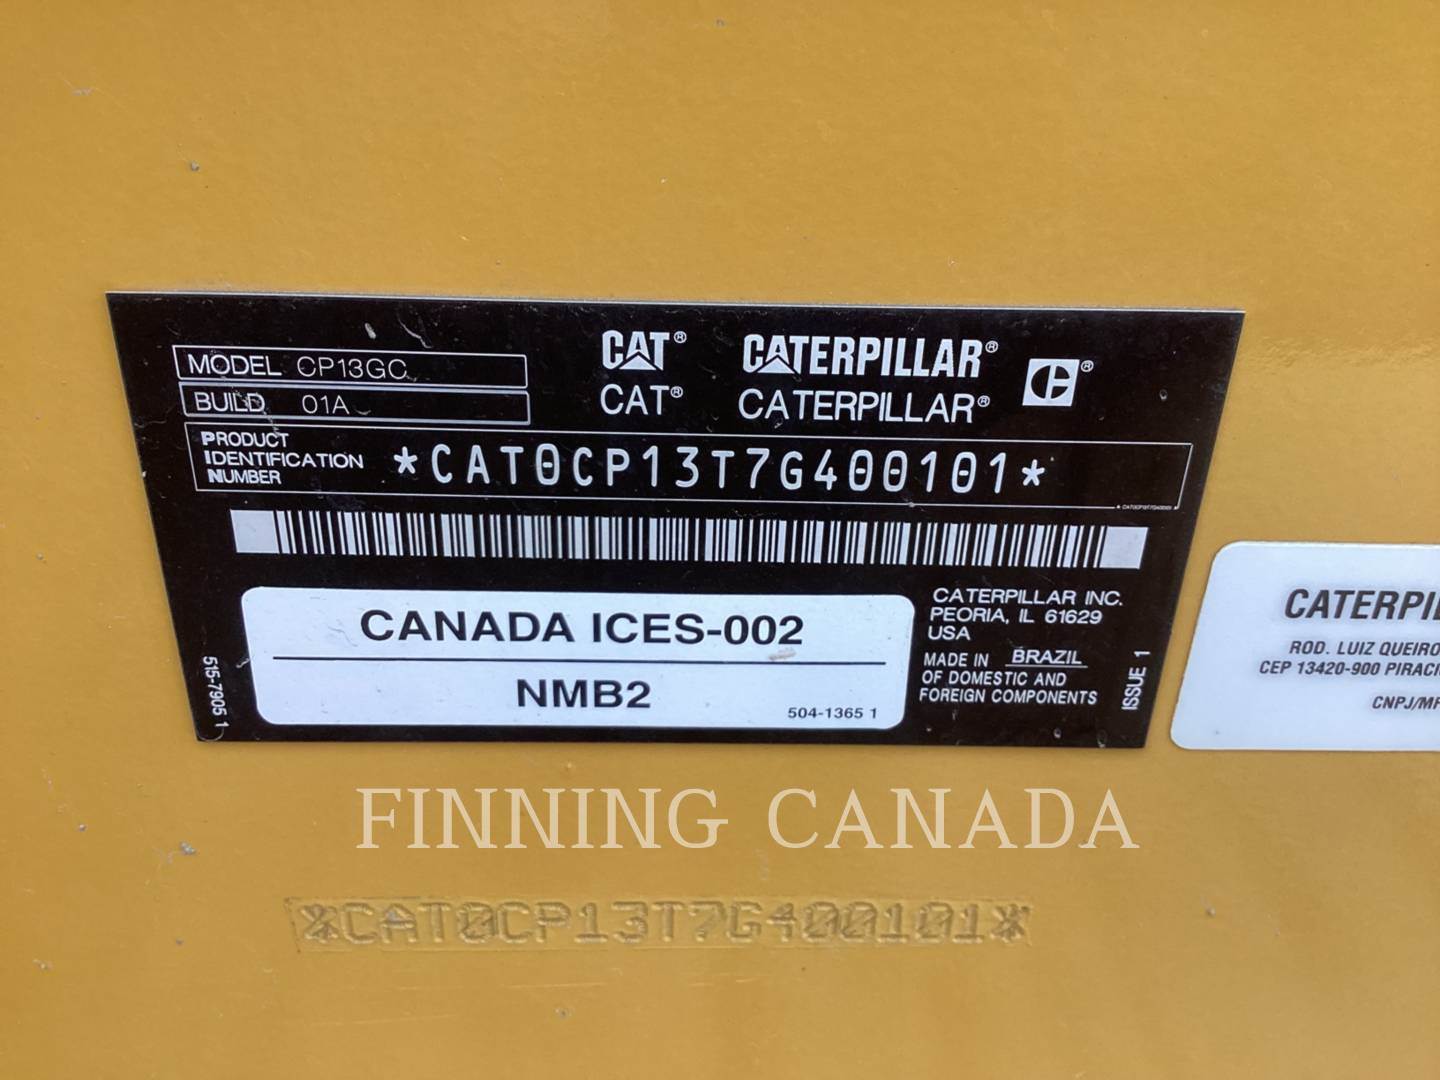 MODEL CP13GC
BUILD 01A
CAT® CATERPILLAR®
CAT® CATERPILLAR®
PRODUCT
IDENTIFICATION
NUMBER
*CAT0CP13T7G400101*
* CAT0CP13T7G400101 *
CANADA ICES-002
NMB2
504-1365 1
515-7905 1
CATERPILLAR INC.
PEORIA, IL 61629
USA
MADE IN BRAZIL
OF DOMESTIC AND
FOREIGN COMPONENTS
ISSUE 1
CATERPIL
ROD. LUIZ QUEIRO
CEP 13420-900 PIRACI
CNPJ/MF
FINNING CANADA
*CAT0CP13T7G400101*